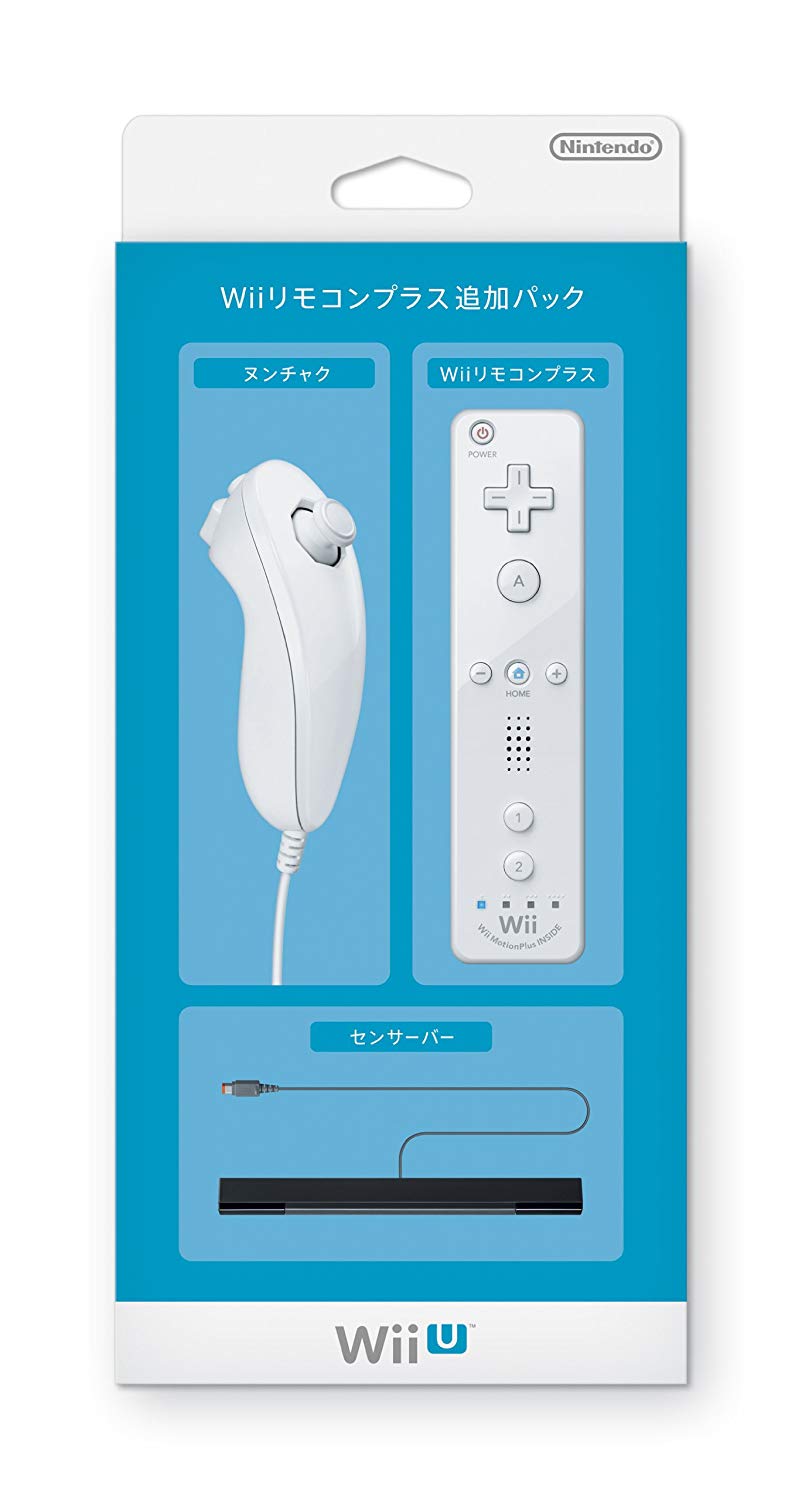 Nintendo®
Wiiリモコンプラス 追加パック
ヌンチャク
Wiiリモコンプラス
POWER
A
HOME
1
2
Wii
Wii MotionPlus INSIDE
センサーバー
Wii U™